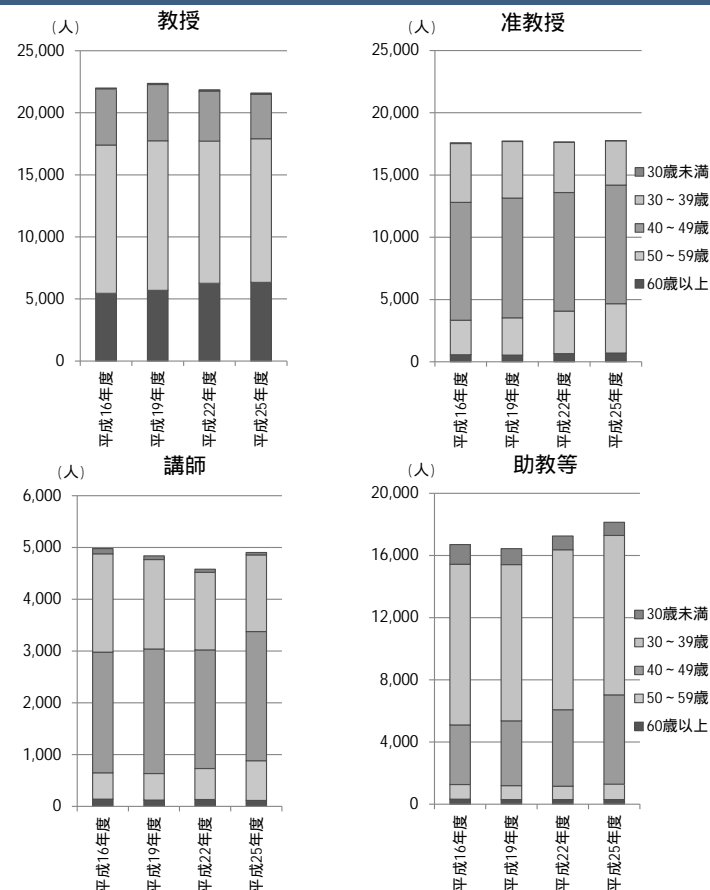 教授
(人)
25,000
20,000
15,000
10,000
5,000
0
平成16年度
平成19年度
平成22年度
平成25年度
准教授
(人)
25,000
20,000
15,000
10,000
5,000
0
平成16年度
平成19年度
平成22年度
平成25年度
30歳未満
30~39歳
40~49歳
50~59歳
60歳以上
講師
(人)
6,000
5,000
4,000
3,000
2,000
1,000
0
平成16年度
平成19年度
平成22年度
平成25年度
助教等
(人)
20,000
16,000
12,000
8,000
4,000
0
平成16年度
平成19年度
平成22年度
平成25年度
30歳未満
30~39歳
40~49歳
50~59歳
60歳以上